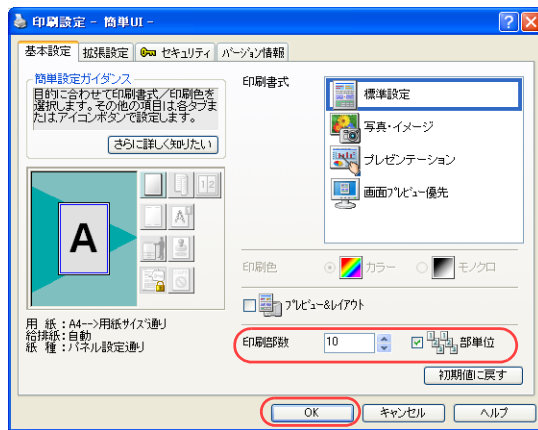 印刷設定 - 簡単UI -
基本設定 拡張設定 セキュリティ バージョン情報
簡単設定ガイダンス
目的に合わせて印刷書式/印刷色を
選択します。その他の項目は各タブま
たは、アイコンボタンで設定します。
さらに詳しく知りたい
1 2
A
A
用 紙 : A4-->用紙サイズ通り
給排紙: 自動
紙 種 : パネル設定通り
印刷書式
標準設定
写真・イメージ
プレゼンテーション
画面プレビュー優先
印刷色 カラー モノクロ
プレビュー&レイアウト
印刷部数 10 部単位
初期値に戻す
OK キャンセル ヘルプ